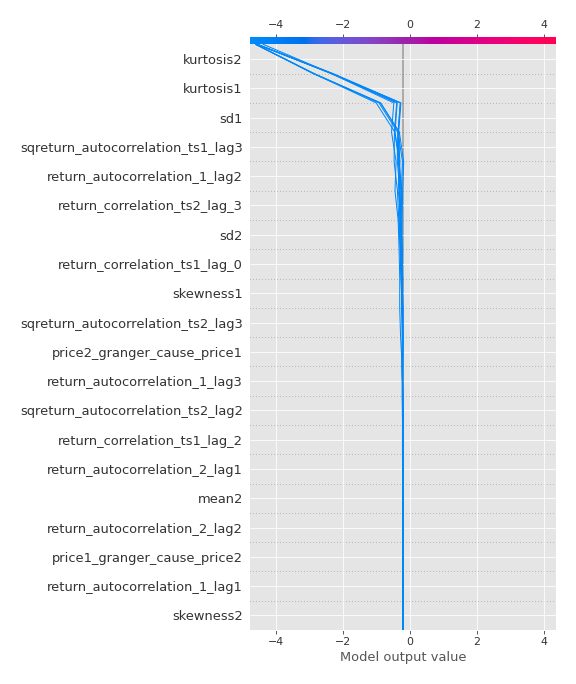 −4 −2 0 2 4
kurtosis2
kurtosis1
sd1
sqreturn_autocorrelation_ts1_lag3
return_autocorrelation_1_lag2
return_correlation_ts2_lag_3
sd2
return_correlation_ts1_lag_0
skewness1
sqreturn_autocorrelation_ts2_lag3
price2_granger_cause_price1
return_autocorrelation_1_lag3
sqreturn_autocorrelation_ts2_lag2
return_correlation_ts1_lag_2
return_autocorrelation_2_lag1
mean2
return_autocorrelation_2_lag2
price1_granger_cause_price2
return_autocorrelation_1_lag1
skewness2
−4 −2 0 2 4
Model output value